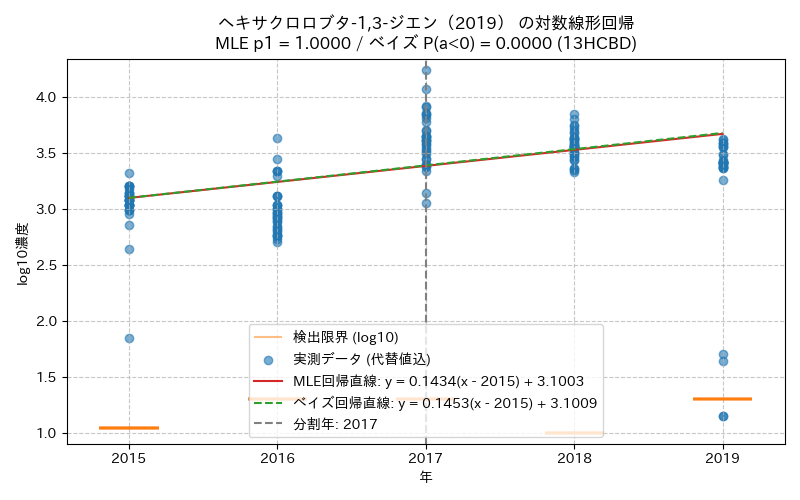 ヘキサクロロブタ-1,3-ジエン（2019） の対数線形回帰
MLE p1 = 1.0000 / ベイズ P(a<0) = 0.0000 (13HCBD)
log10濃度
4.0
3.5
3.0
2.5
2.0
1.5
1.0
検出限界 (log10)
実測データ (代替値込)
MLE回帰直線: y = 0.1434(x - 2015) + 3.1003
ベイズ回帰直線: y = 0.1453(x - 2015) + 3.1009
分割年: 2017
2015
2016
2017
2018
2019
年